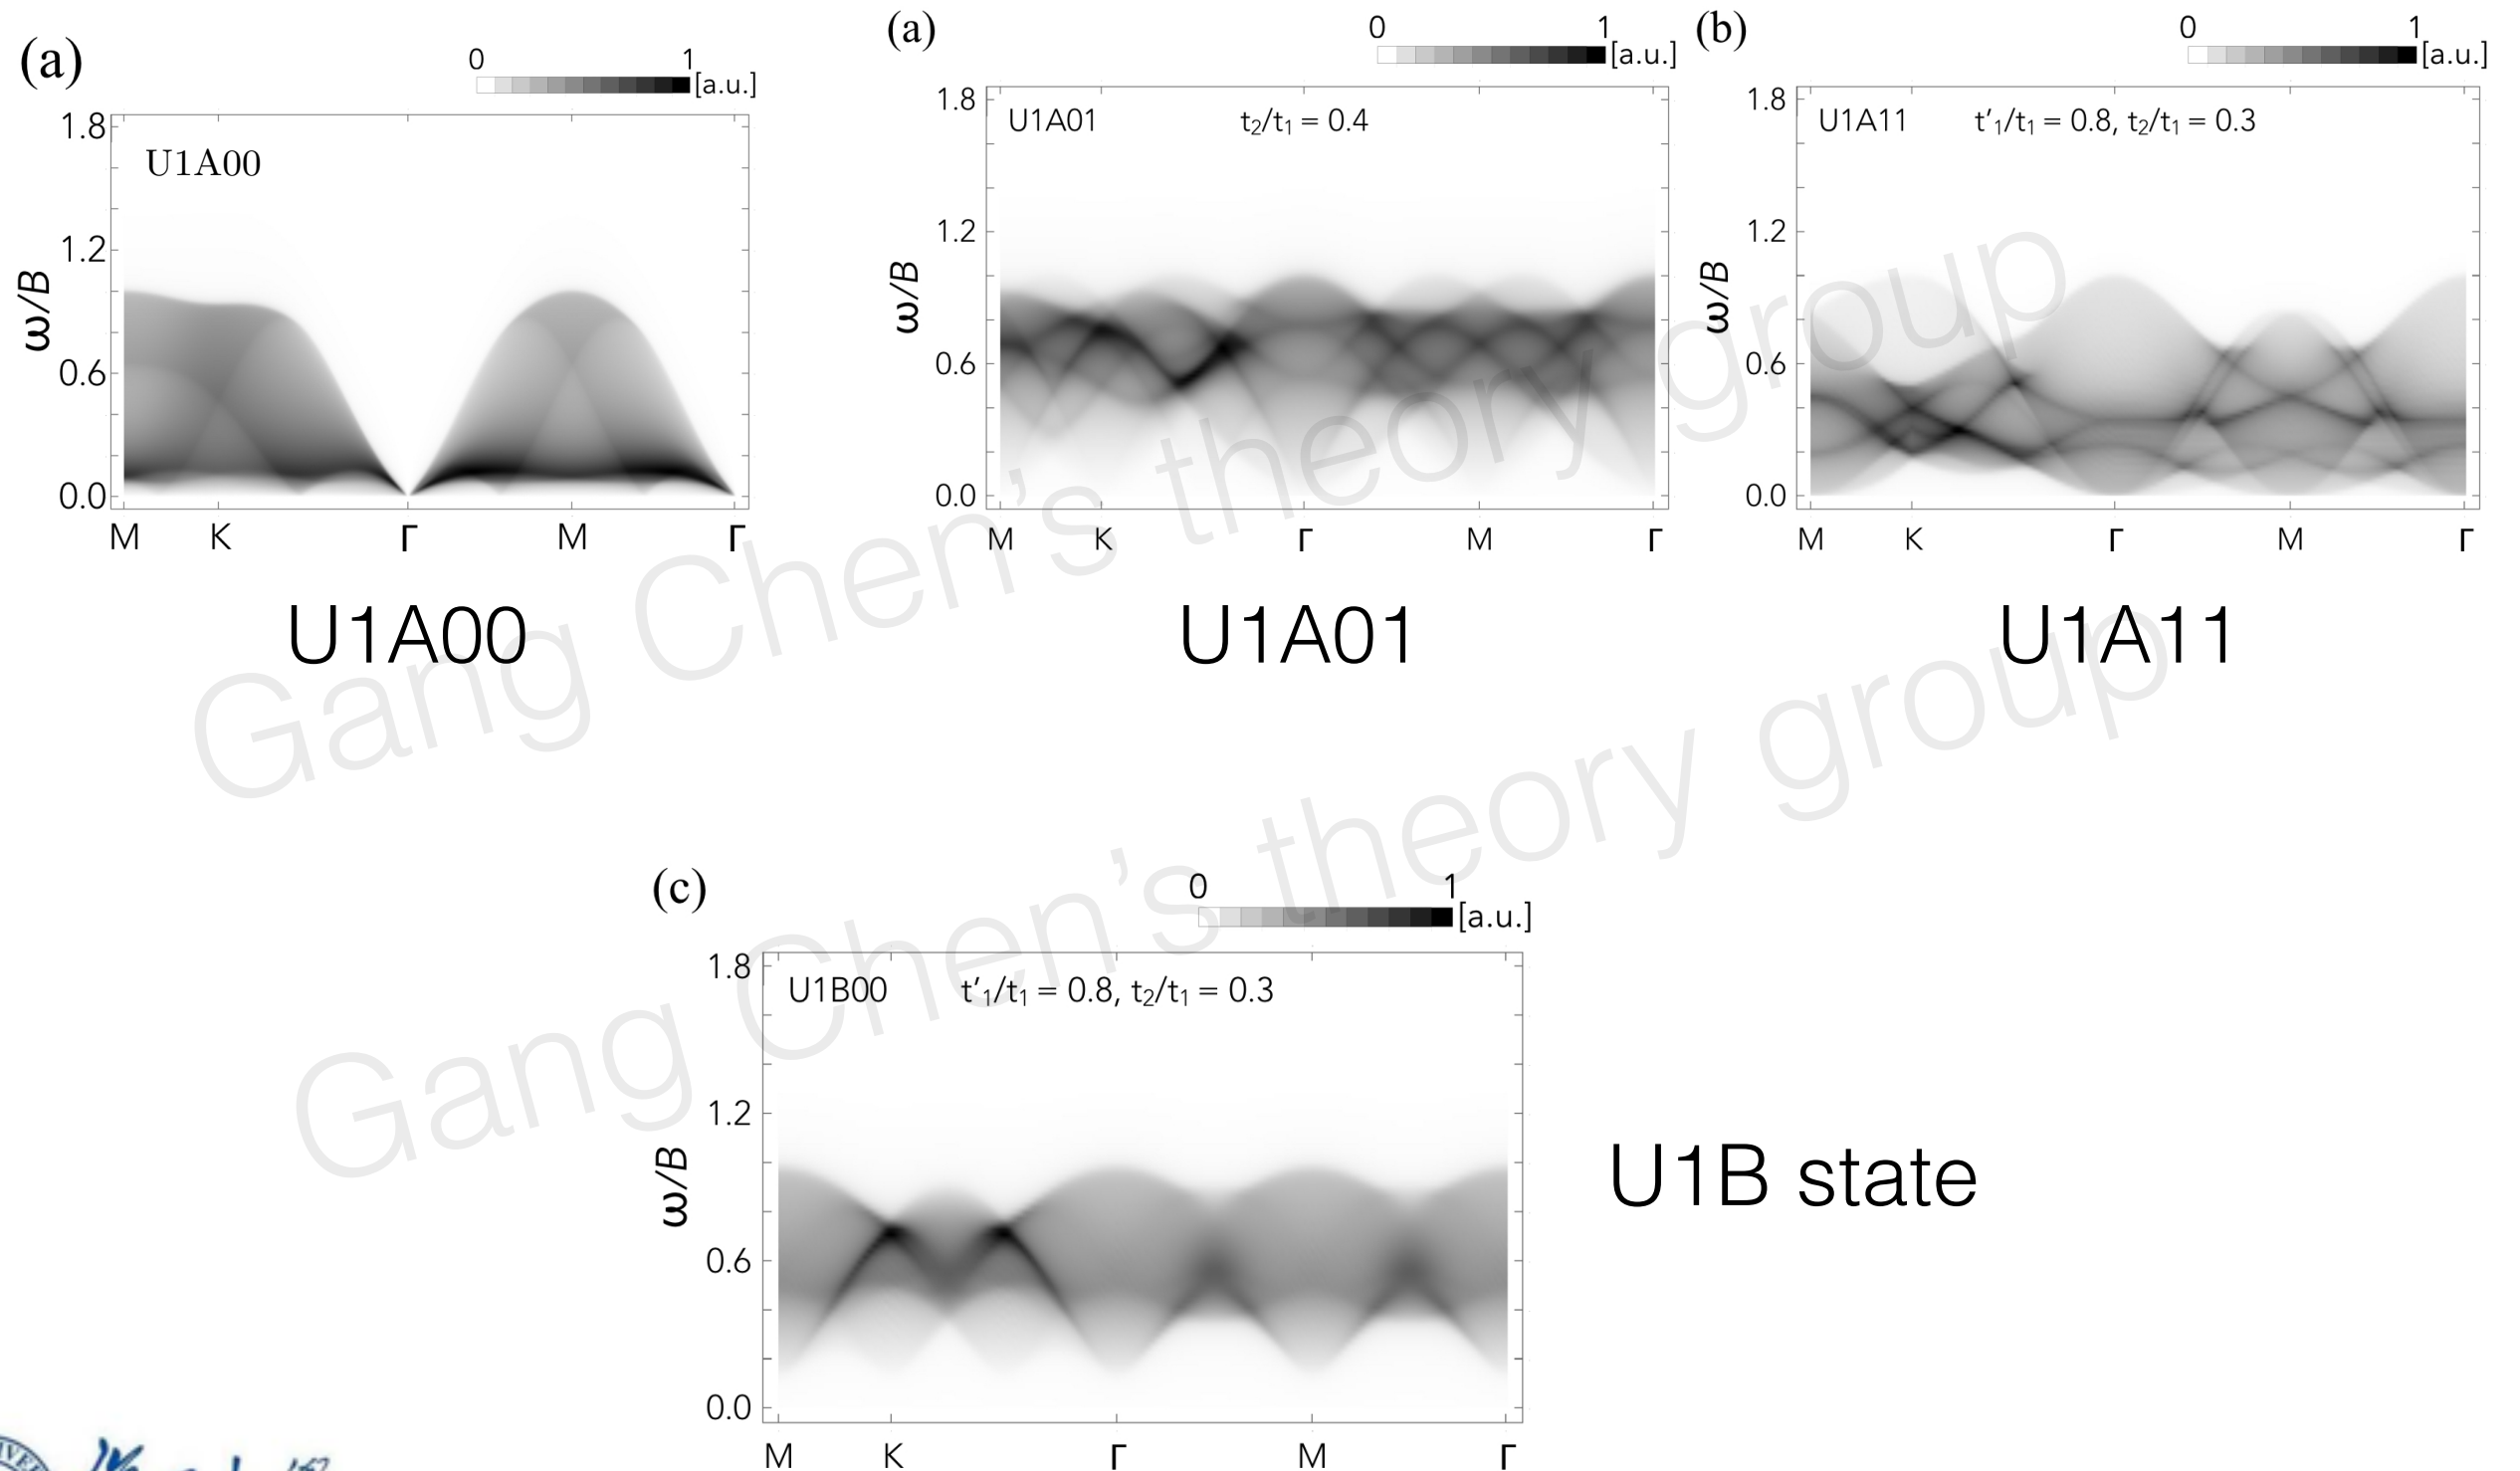 (a)
0 1
[a.u.]
1.8
1.2
0.6
0.0
ω/B
U1A00
M K Γ M Γ
U1A00
(a)
0 1
[a.u.]
1.8
1.2
0.6
0.0
ω/B
U1A01 t₂/t₁ = 0.4
M K Γ M Γ
U1A01
(b)
0 1
[a.u.]
1.8
1.2
0.6
0.0
ω/B
U1A11 t′₁/t₁ = 0.8, t₂/t₁ = 0.3
M K Γ M Γ
U1A11
Gang Chen’s theory group
(c)
0 1
[a.u.]
1.8
1.2
0.6
0.0
ω/B
U1B00 t′₁/t₁ = 0.8, t₂/t₁ = 0.3
M K Γ M Γ
U1B state
Gang Chen’s theory group